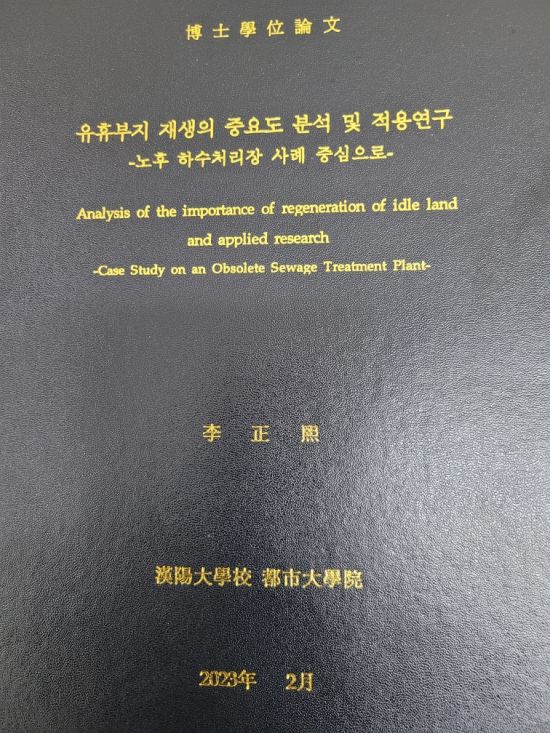 博士學位論文
유휴부지 재생의 중요도 분석 및 적용연구
-노후 하수처리장 사례 중심으로-
Analysis of the importance of regeneration of idle land
and applied research
-Case Study on an Obsolete Sewage Treatment Plant-
李 正 熙
漢陽大學校 都市大學院
2023年 2月